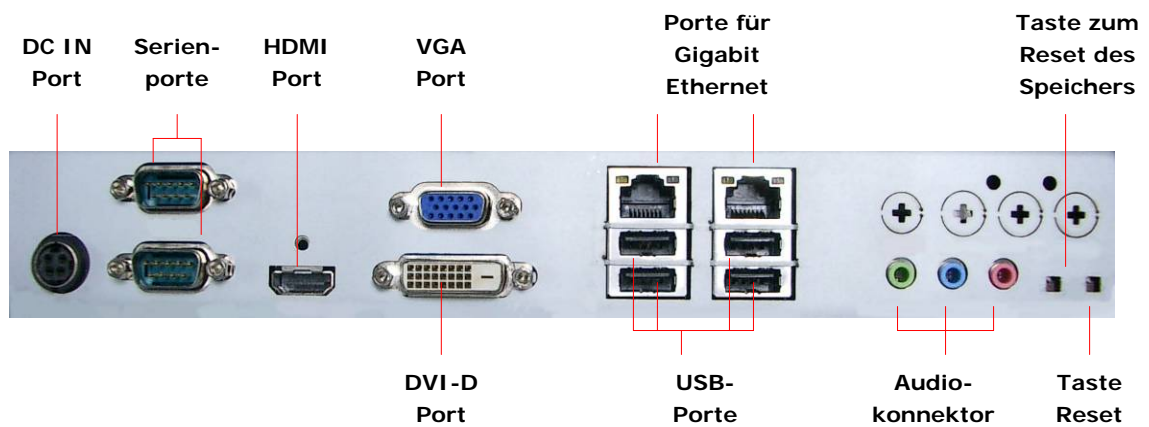 DC IN
Port
Serien-
porte
HDMI
Port
VGA
Port
Porte für
Gigabit
Ethernet
Taste zum
Reset des
Speichers
DVI-D
Port
USB-
Porte
Audio-
konnektor
Taste
Reset